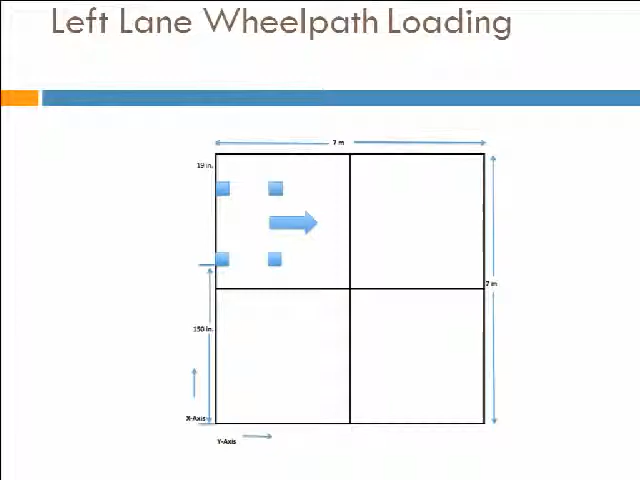 Left Lane Wheelpath Loading
7 m
19 in.
7 m
150 in.
X-Axis
Y-Axis